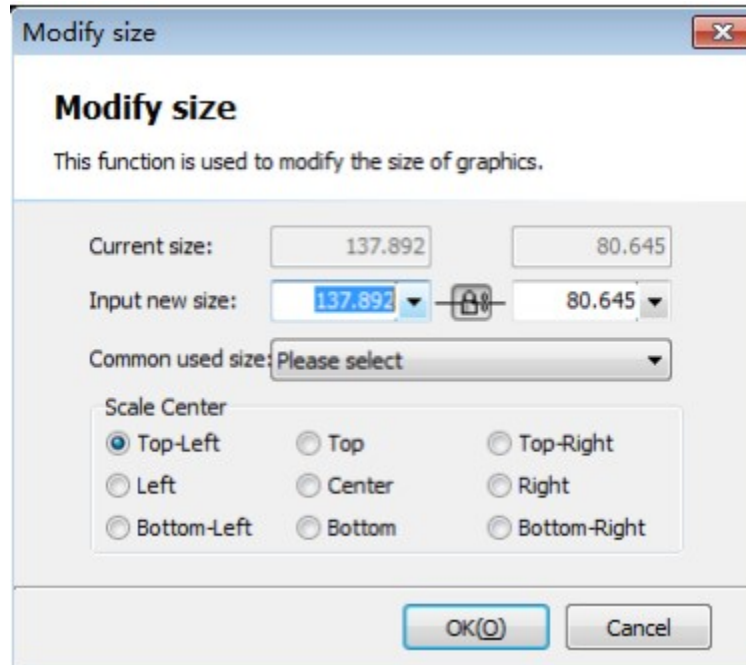 Modify size
Modify size
This function is used to modify the size of graphics.
Current size: 137.892 80.645
Input new size: 137.892 80.645
Common used size: Please select
Scale Center
Top-Left Top Top-Right
Left Center Right
Bottom-Left Bottom Bottom-Right
OK(O) Cancel